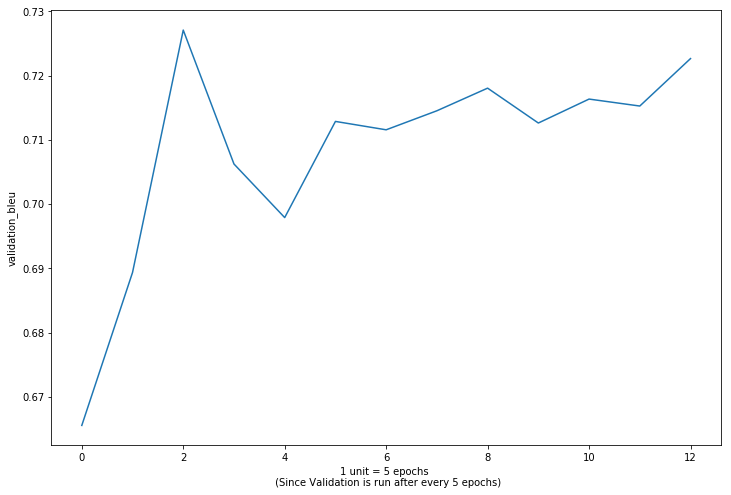 0.73
0.72
0.71
0.70
0.69
0.68
0.67
validation_bleu
0 2 4 6 8 10 12
1 unit = 5 epochs
(Since Validation is run after every 5 epochs)